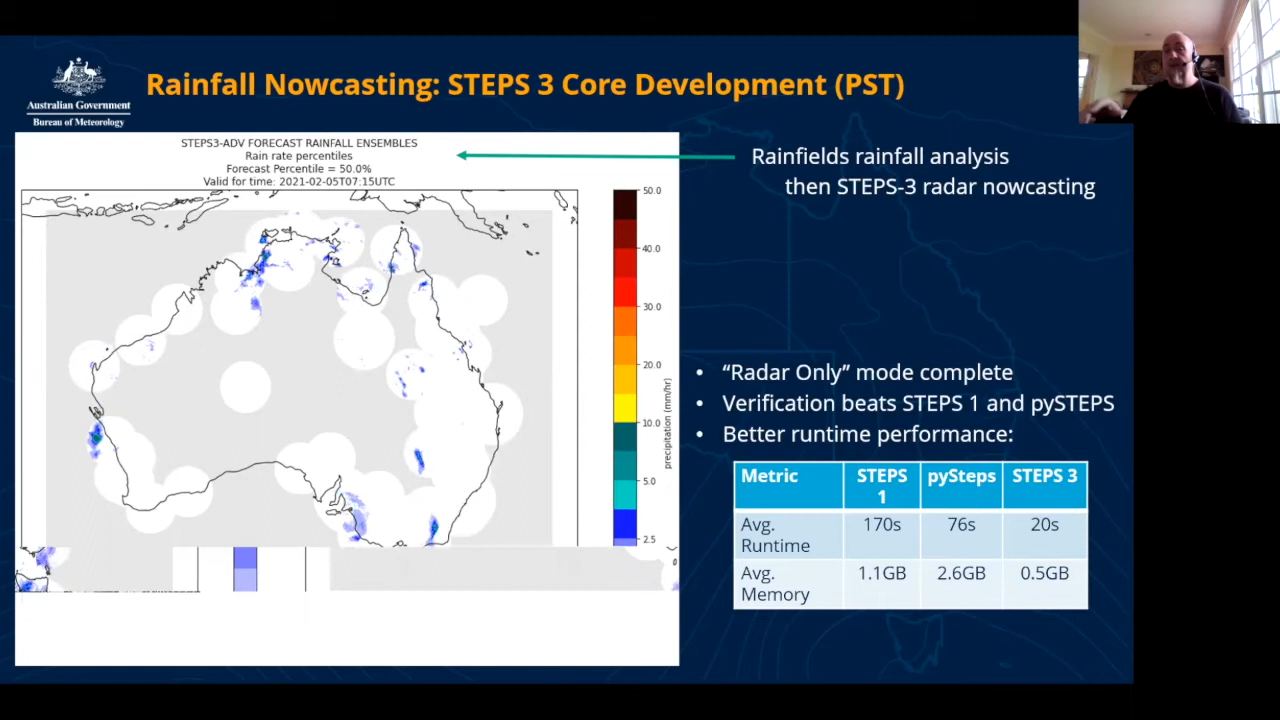 Australian Government
Bureau of Meteorology
Rainfall Nowcasting: STEPS 3 Core Development (PST)
STEPS3-ADV FORECAST RAINFALL ENSEMBLES
Rain rate percentiles
Forecast Percentile = 50.0%
Valid for time: 2021-02-05T07:15UTC
50.0
40.0
30.0
20.0
10.0
5.0
2.5
precipitation (mm/hr)
Rainfields rainfall analysis
then STEPS-3 radar nowcasting
• “Radar Only” mode complete
• Verification beats STEPS 1 and pySTEPS
• Better runtime performance:
Metric STEPS 1 pySteps STEPS 3
Avg. Runtime 170s 76s 20s
Avg. Memory 1.1GB 2.6GB 0.5GB